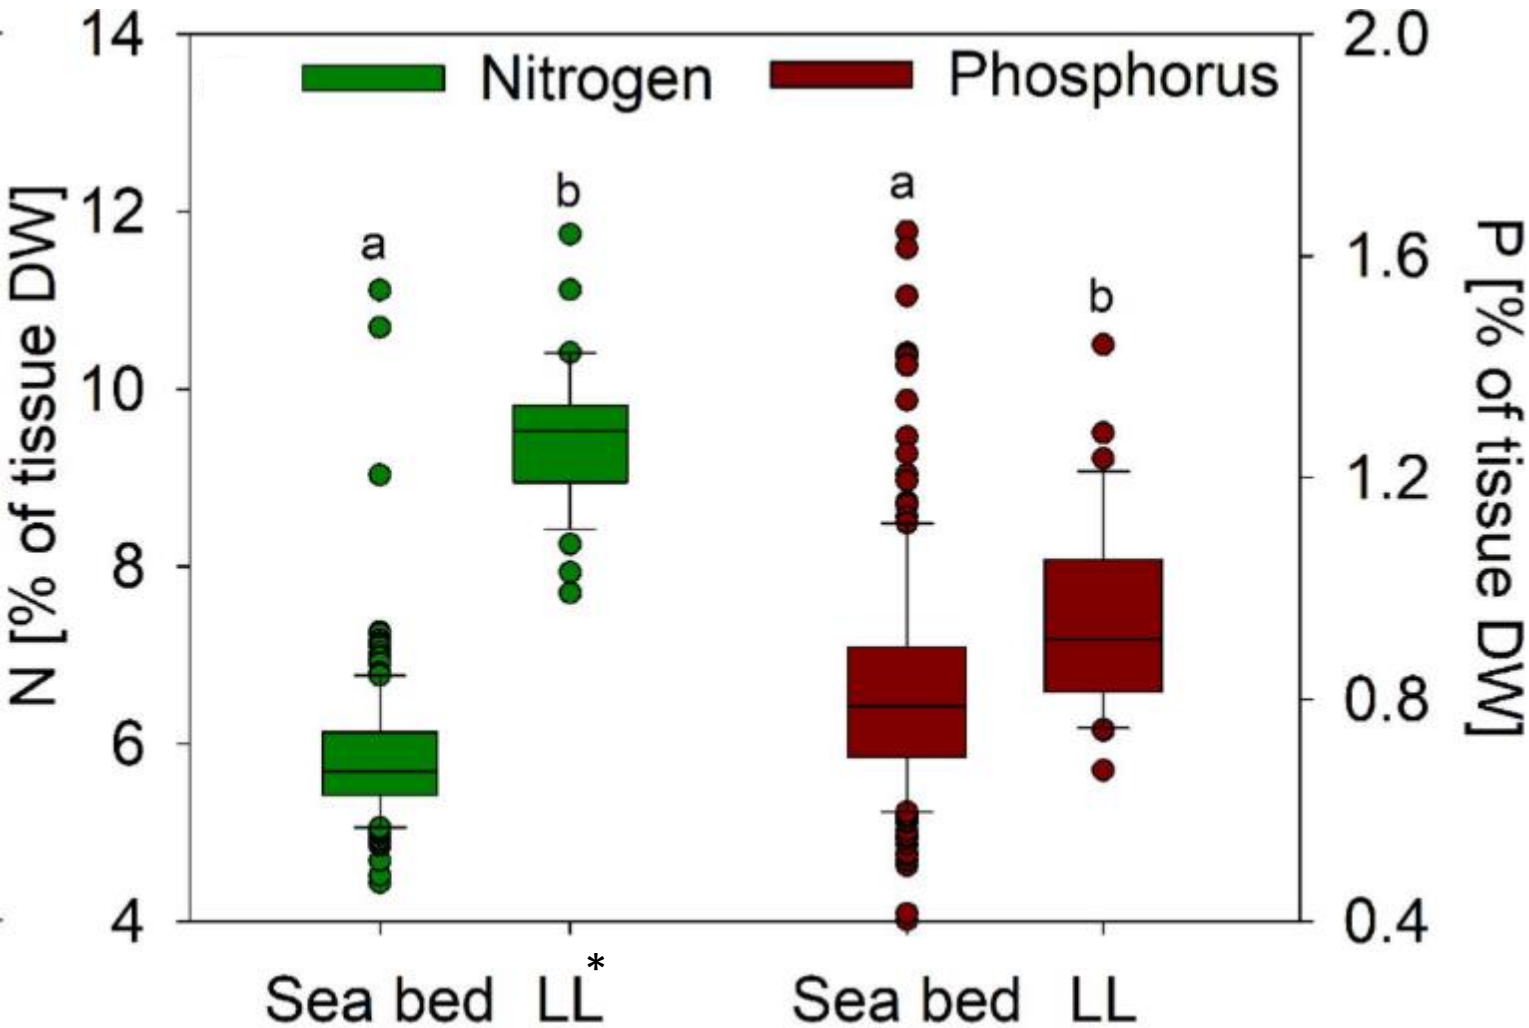 14
12
10
8
6
4
N [% of tissue DW]
Nitrogen
Phosphorus
a
b
a
b
2.0
1.6
1.2
0.8
0.4
P [% of tissue DW]
Sea bed LL* Sea bed LL